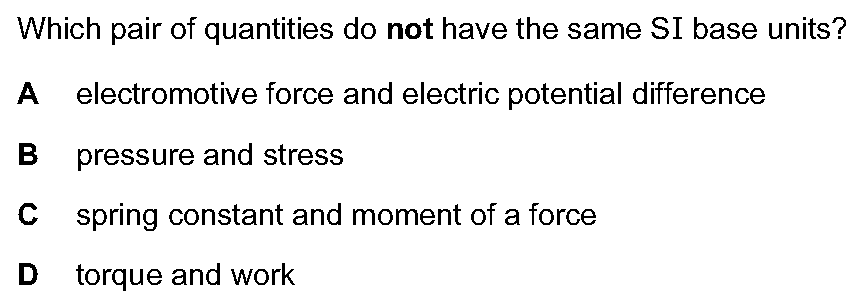 Which pair of quantities do not have the same SI base units?
A electromotive force and electric potential difference
B pressure and stress
C spring constant and moment of a force
D torque and work